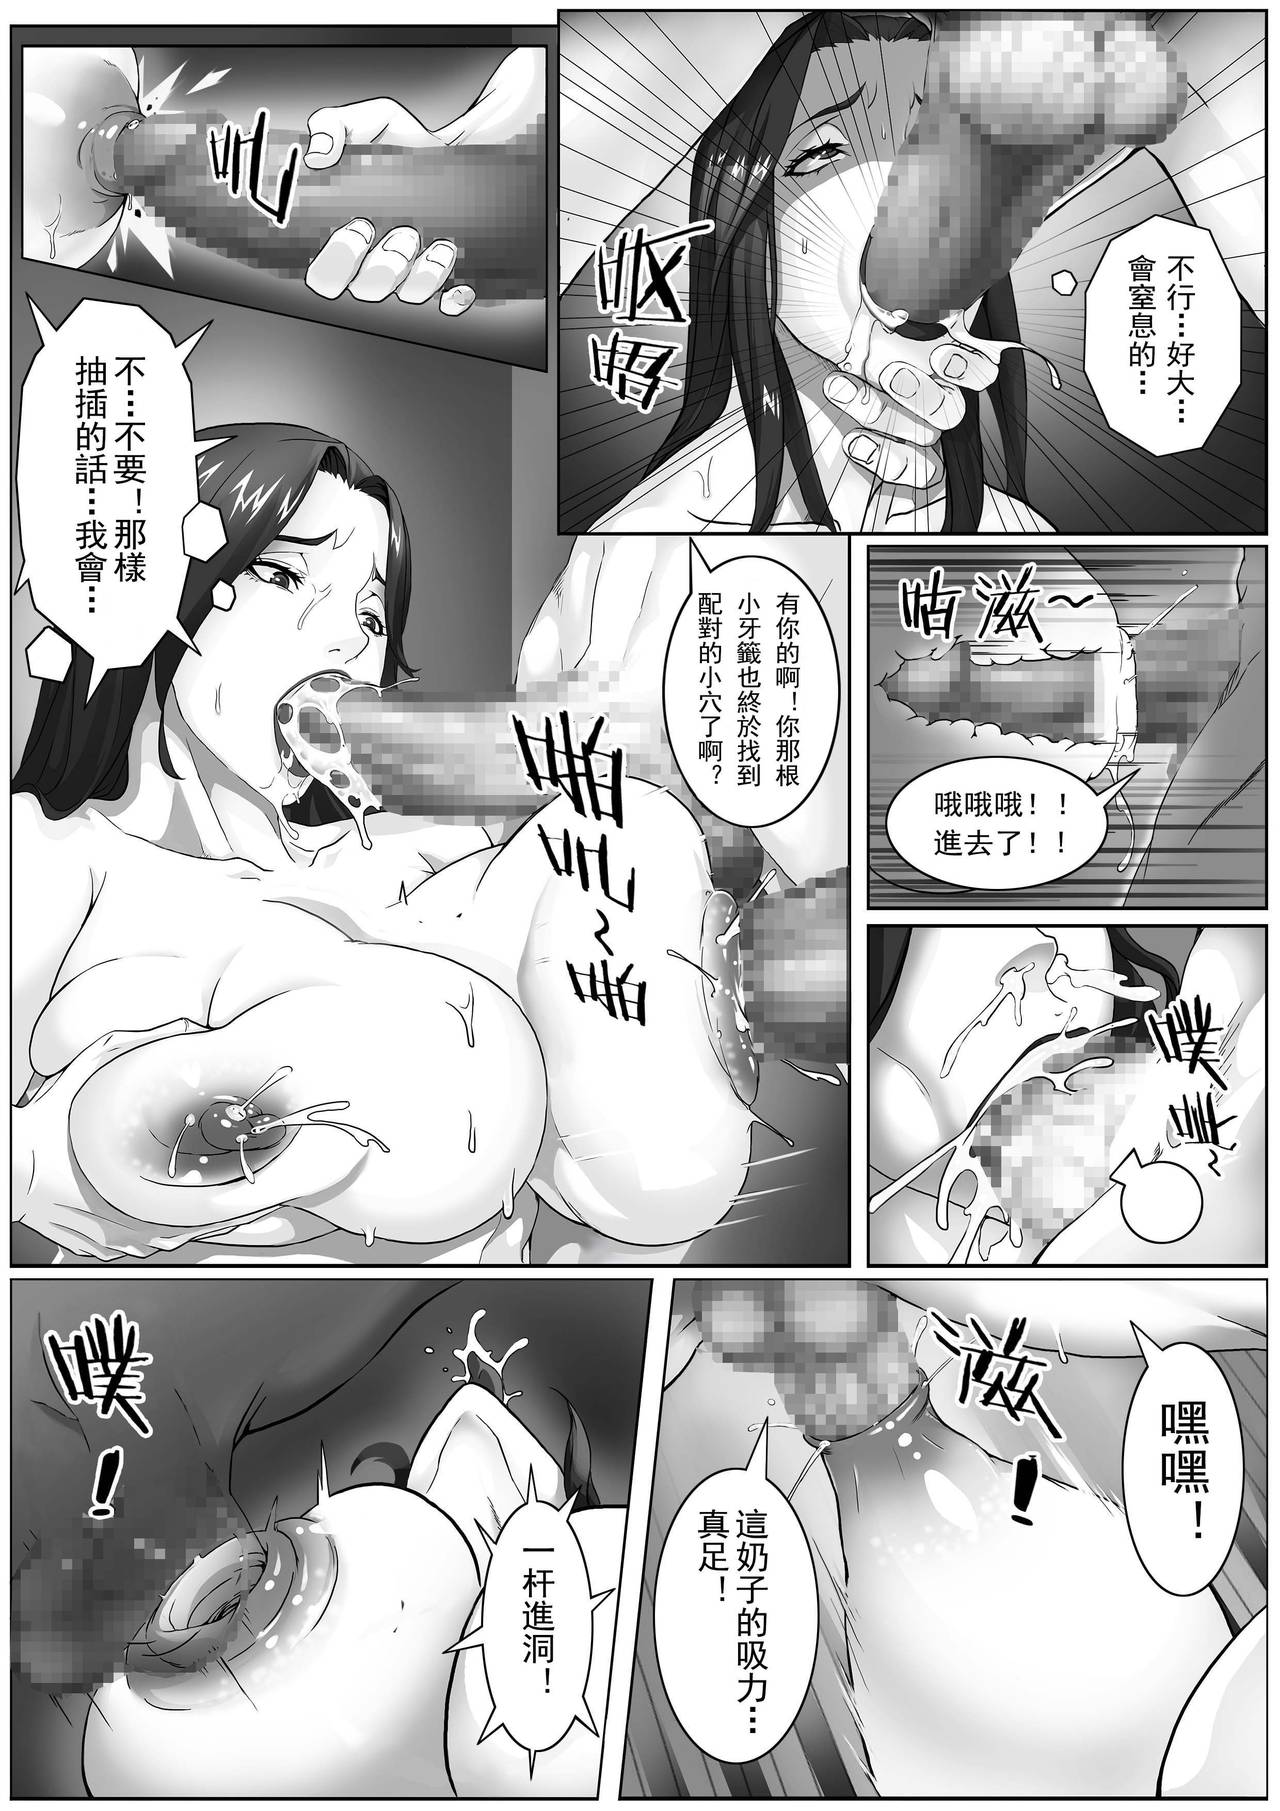 不行…好大…
會窒息的…
唔
咕滋~
哦哦哦！！
進去了！！
有你的啊！你那根
小牙籤也終於找到
配對的小穴了啊？
不…不要！那樣
抽插的話…我會…
噗
嘿嘿！
滋！
這奶子的吸力…
真足！
一杆進洞！
噗！